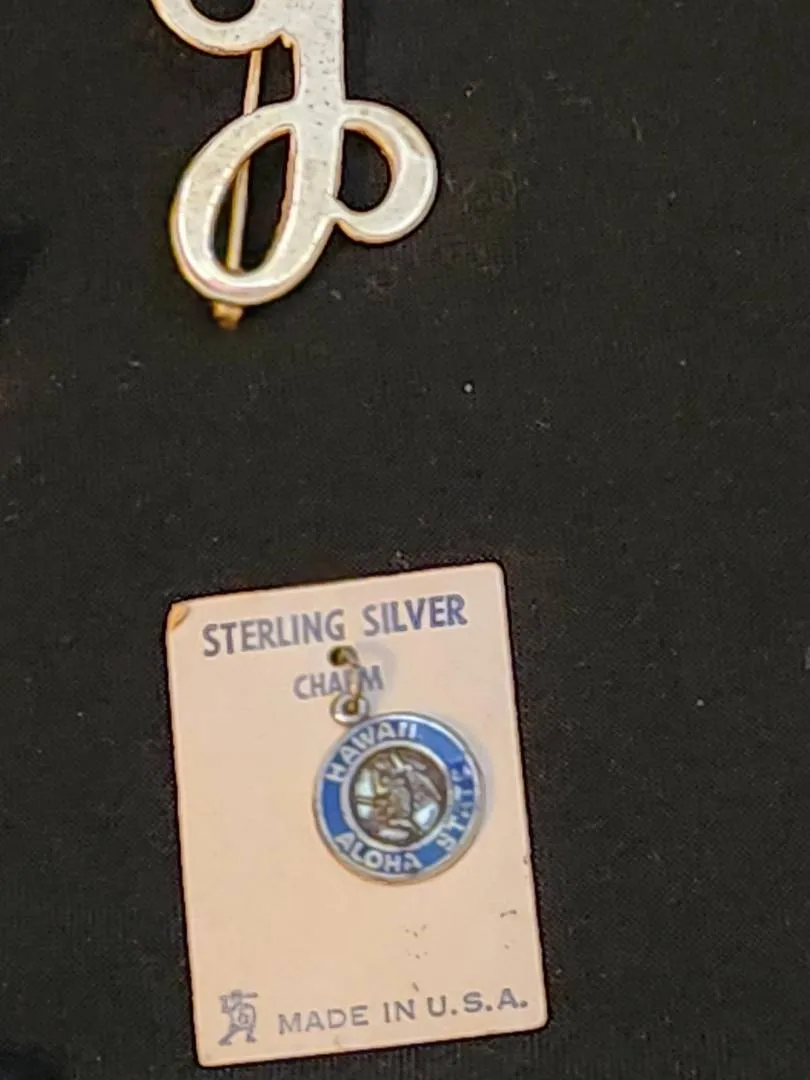 STERLING SILVER
CHARM
HAWAII
ALOHA STATE
MADE IN U.S.A.